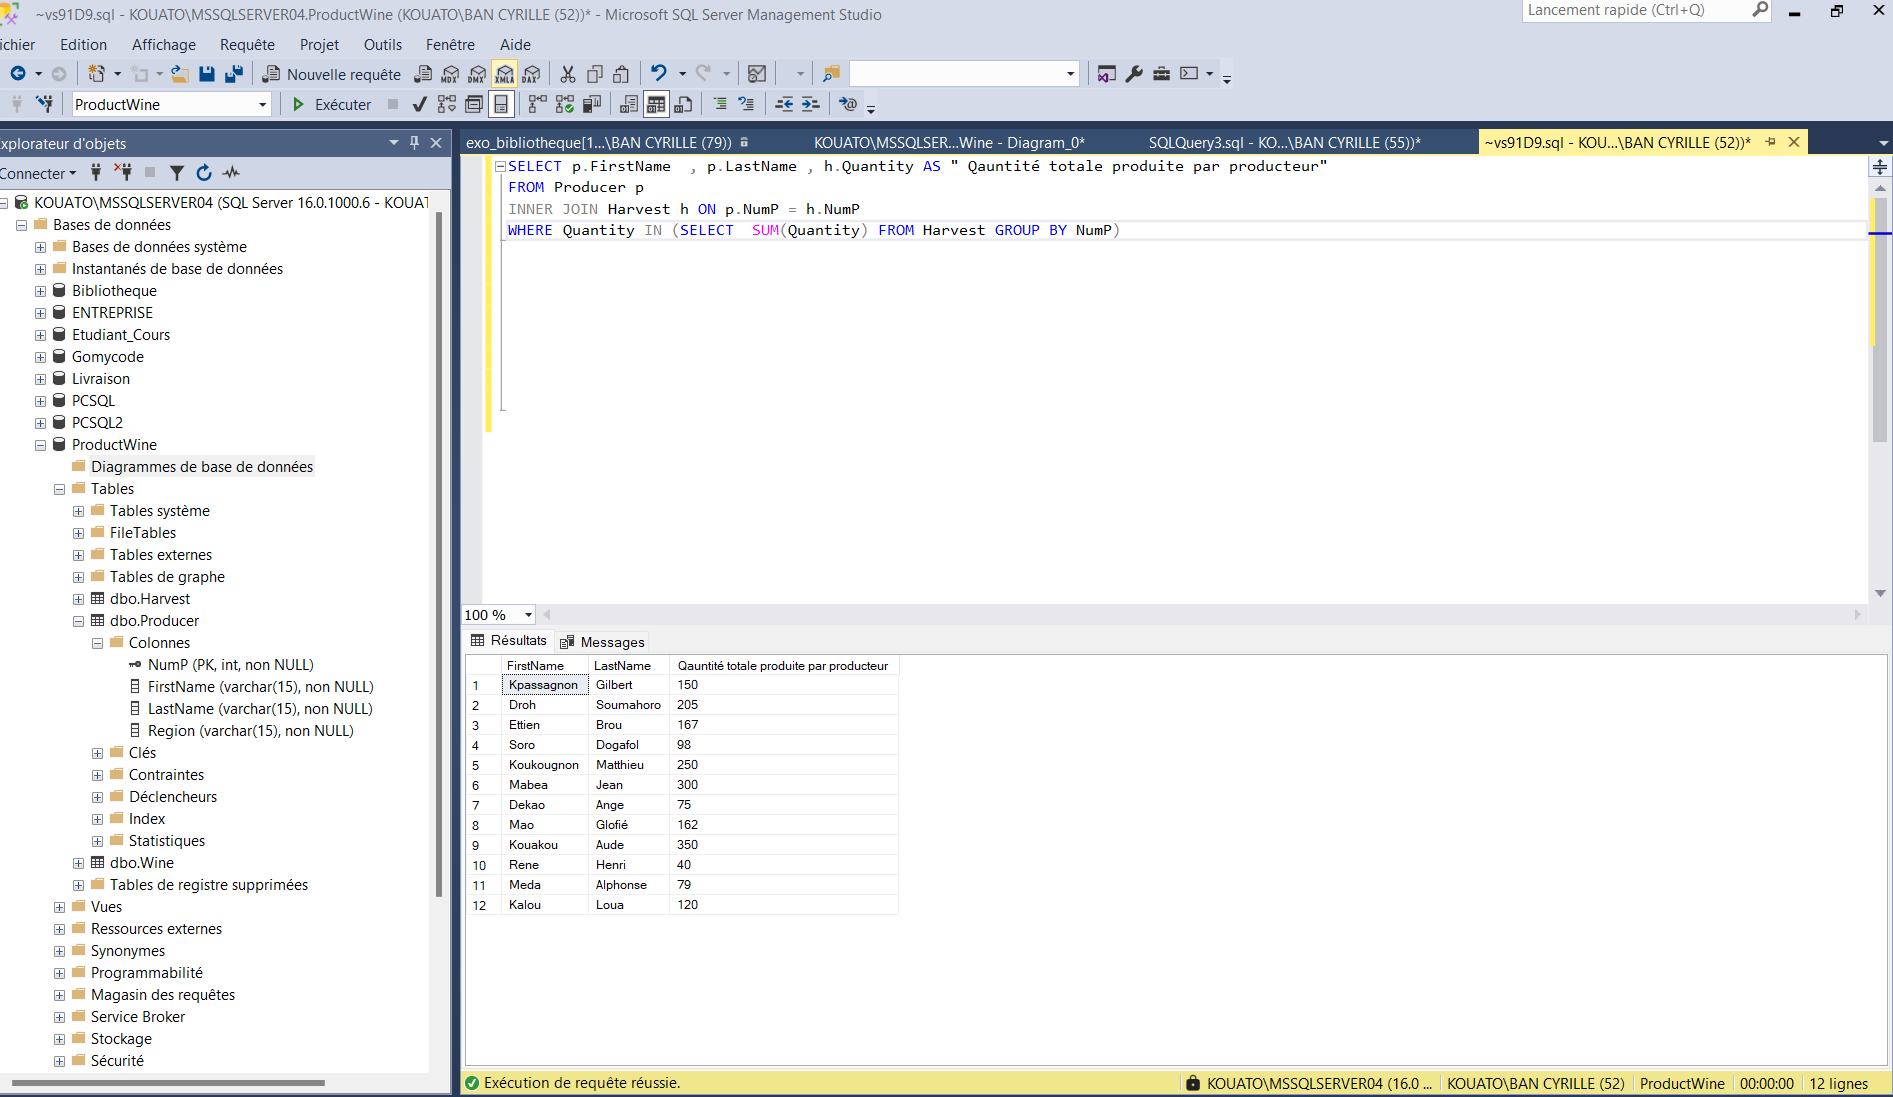 ~vs91D9.sql - KOUATO\MSSQLSERVER04.ProductWine (KOUATO\BAN CYRILLE (52))* - Microsoft SQL Server Management Studio
Lancement rapide (Ctrl+Q)
ichier Edition Affichage Requête Projet Outils Fenêtre Aide
Nouvelle requête MDX DMX XMLA DAX
ProductWine Exécuter
xplorateur d'objets
exo_bibliotheque[1...\BAN CYRILLE (79)) KOUATO\MSSQLSER...Wine - Diagram_0* SQLQuery3.sql - KO...\BAN CYRILLE (55))* ~vs91D9.sql - KOU...\BAN CYRILLE (52))*
Connecter
KOUATO\MSSQLSERVER04 (SQL Server 16.0.1000.6 - KOUAT
Bases de données
Bases de données système
Instantanés de base de données
Bibliotheque
ENTREPRISE
Etudiant_Cours
Gomycode
Livraison
PCSQL
PCSQL2
ProductWine
Diagrammes de base de données
Tables
Tables système
FileTables
Tables externes
Tables de graphe
dbo.Harvest
dbo.Producer
Colonnes
NumP (PK, int, non NULL)
FirstName (varchar(15), non NULL)
LastName (varchar(15), non NULL)
Region (varchar(15), non NULL)
Clés
Contraintes
Déclencheurs
Index
Statistiques
dbo.Wine
Tables de registre supprimées
Vues
Ressources externes
Synonymes
Programmabilité
Magasin des requêtes
Service Broker
Stockage
Sécurité
SELECT p.FirstName , p.LastName , h.Quantity AS " Qauntité totale produite par producteur"
FROM Producer p
INNER JOIN Harvest h ON p.NumP = h.NumP
WHERE Quantity IN (SELECT SUM(Quantity) FROM Harvest GROUP BY NumP)
100 %
Résultats Messages
FirstName LastName Qauntité totale produite par producteur
1 Kpassagnon Gilbert 150
2 Droh Soumahoro 205
3 Ettien Brou 167
4 Soro Dogafol 98
5 Koukougnon Matthieu 250
6 Mabea Jean 300
7 Dekao Ange 75
8 Mao Glofié 162
9 Kouakou Aude 350
10 Rene Henri 40
11 Meda Alphonse 79
12 Kalou Loua 120
Exécution de requête réussie. KOUATO\MSSQLSERVER04 (16.0 ... KOUATO\BAN CYRILLE (52) ProductWine 00:00:00 12 lignes